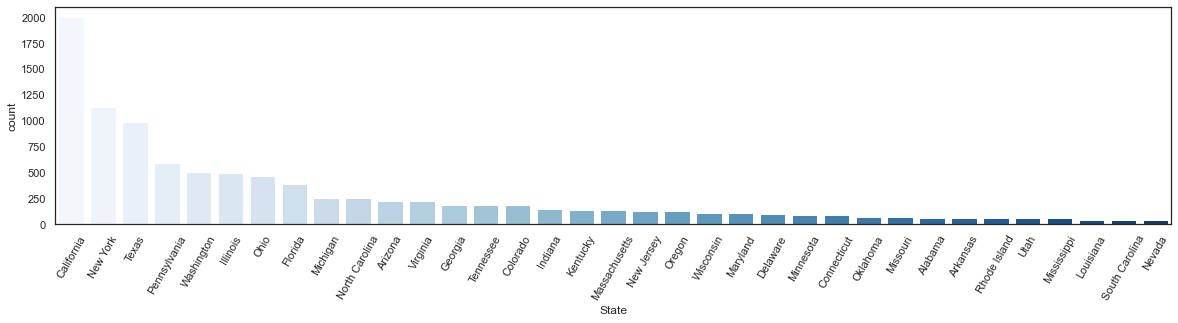 2000
1750
1500
1250
1000
750
500
250
0
count
California
New York
Texas
Pennsylvania
Washington
Illinois
Ohio
Florida
Michigan
North Carolina
Arizona
Virginia
Georgia
Tennessee
Colorado
Indiana
Kentucky
Massachusetts
New Jersey
Oregon
Wisconsin
Maryland
Delaware
Minnesota
Connecticut
Oklahoma
Missouri
Alabama
Arkansas
Rhode Island
Utah
Mississippi
Louisiana
South Carolina
Nevada
State